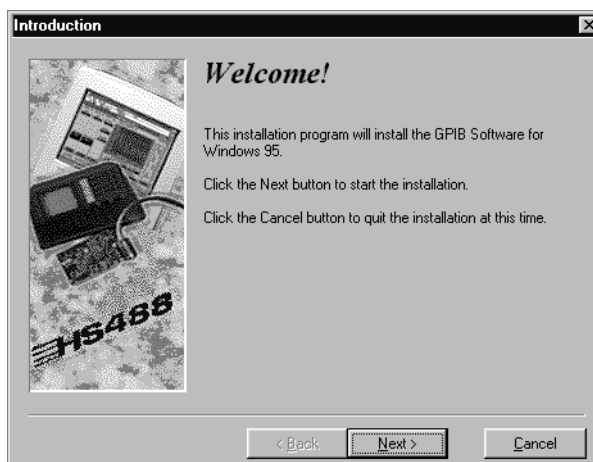 Introduction
Welcome!
This installation program will install the GPIB Software for
Windows 95.
Click the Next button to start the installation.
Click the Cancel button to quit the installation at this time.
HS488
< Back
Next >
Cancel